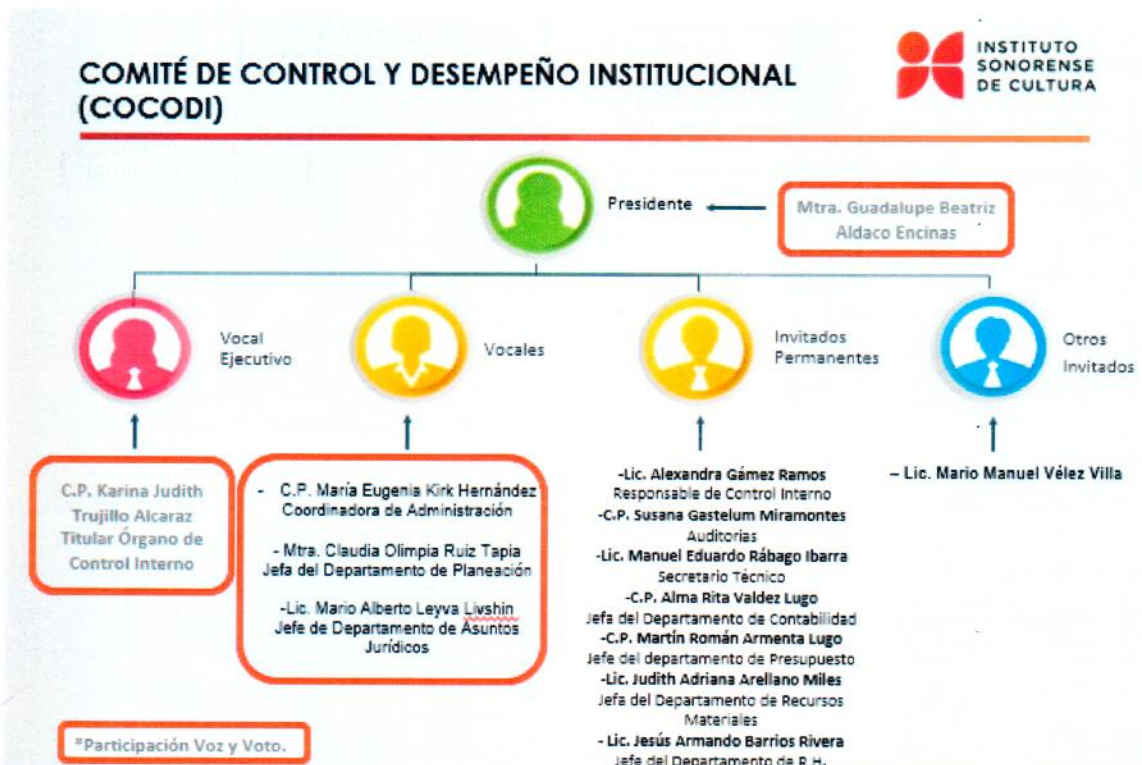 COMITÉ DE CONTROL Y DESEMPEÑO INSTITUCIONAL
(COCODI)
INSTITUTO
SONORENSE
DE CULTURA
Presidente
Mtra. Guadalupe Beatriz
Aldaco Encinas
Vocal
Ejecutivo
Vocales
Invitados
Permanentes
Otros
Invitados
C.P. Karina Judith
Trujillo Alcaraz
Titular Órgano de
Control Interno
- C.P. María Eugenia Kirk Hernández
Coordinadora de Administración
- Mtra. Claudia Olimpia Ruiz Tapia
Jefa del Departamento de Planeación
-Lic. Mario Alberto Leyva Livshin
Jefe de Departamento de Asuntos
Jurídicos
-Lic. Alexandra Gámez Ramos
Responsable de Control Interno
-C.P. Susana Gastelum Miramontes
Auditorias
-Lic. Manuel Eduardo Rábago Ibarra
Secretario Técnico
-C.P. Alma Rita Valdez Lugo
Jefa del Departamento de Contabilidad
-C.P. Martín Román Armenta Lugo
Jefe del departamento de Presupuesto
-Lic. Judith Adriana Arellano Miles
Jefa del Departamento de Recursos
Materiales
- Lic. Jesús Armando Barrios Rivera
Jefe del Departamento de R.H.
– Lic. Mario Manuel Vélez Villa
*Participación Voz y Voto.